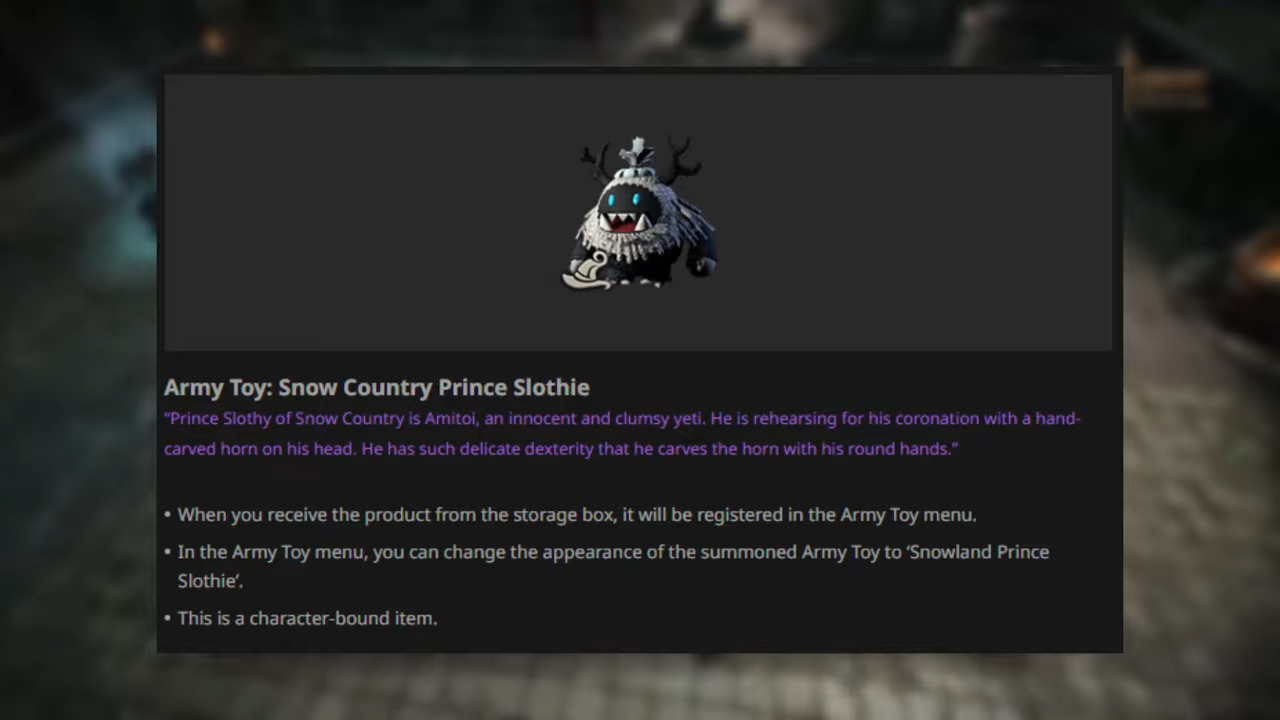 Army Toy: Snow Country Prince Slothie
“Prince Slothy of Snow Country is Amitoi, an innocent and clumsy yeti. He is rehearsing for his coronation with a hand-
carved horn on his head. He has such delicate dexterity that he carves the horn with his round hands.”
• When you receive the product from the storage box, it will be registered in the Army Toy menu.
• In the Army Toy menu, you can change the appearance of the summoned Army Toy to ‘Snowland Prince
Slothie’.
• This is a character-bound item.